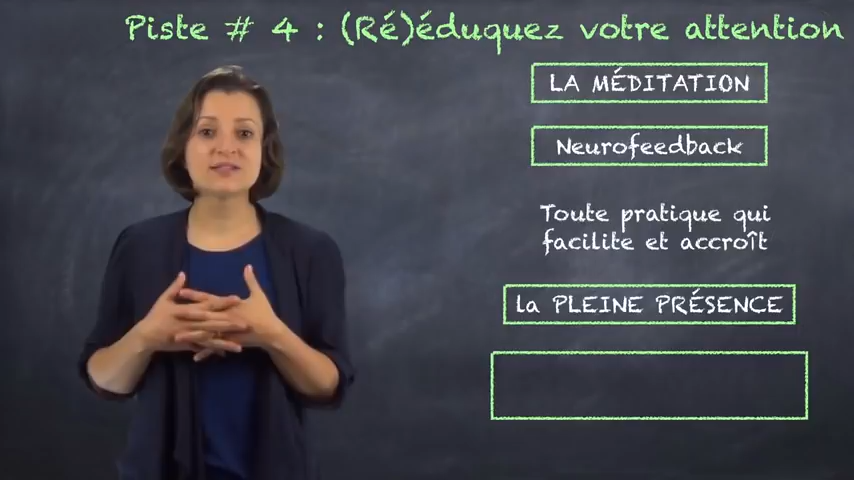 Piste # 4 : (Ré)éduquez votre attention
LA MÉDITATION
Neurofeedback
Toute pratique qui
facilite et accroît
la PLEINE PRÉSENCE